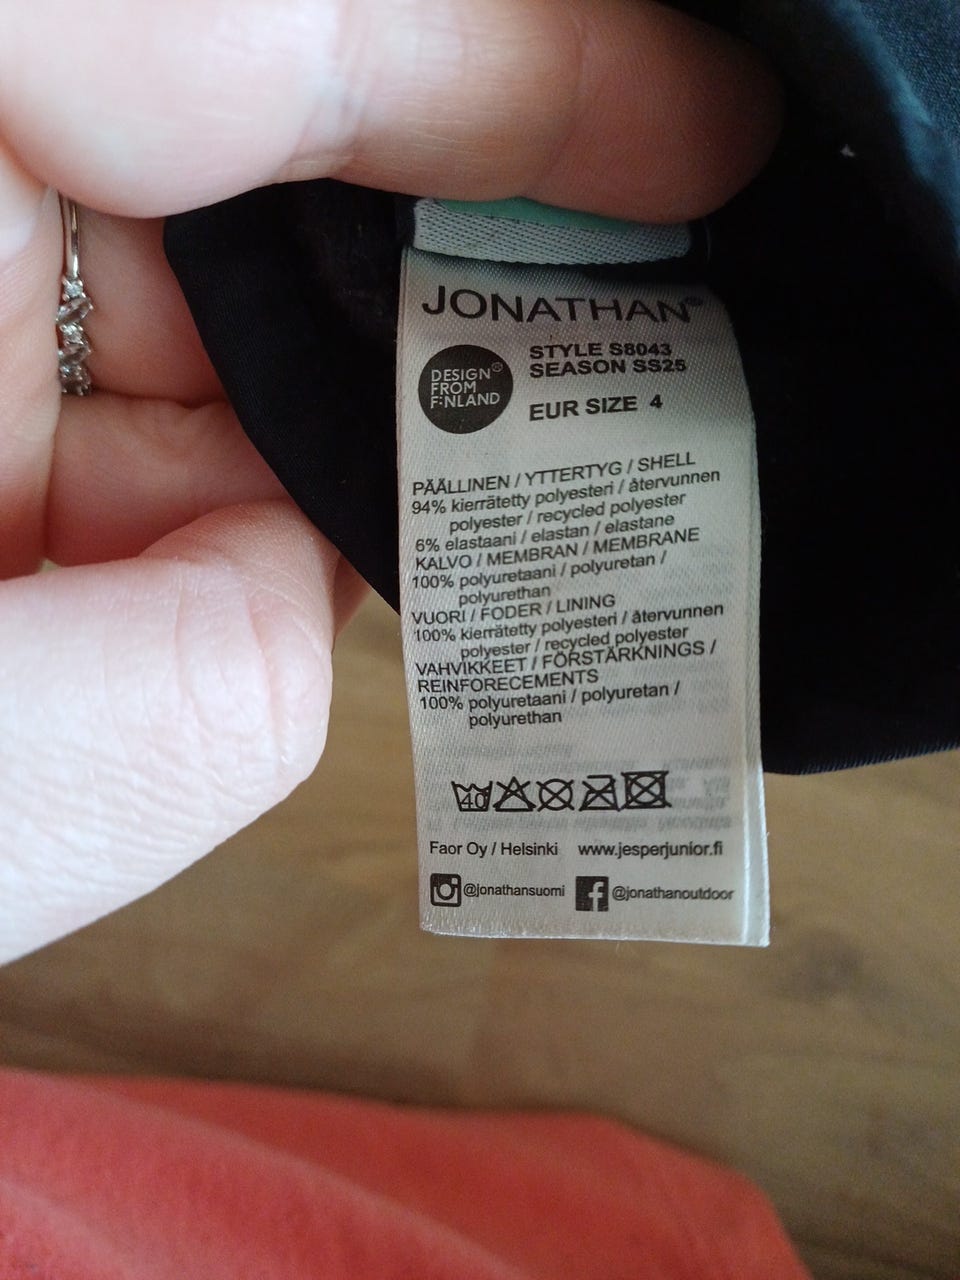 JONATHAN®
DESIGN®
FROM
FINLAND
STYLE S8043
SEASON SS25
EUR SIZE 4
PÄÄLLINEN / YTTERTYG / SHELL
94% kierrätetty polyesteri / återvunnen
polyester / recycled polyester
6% elastaani / elastan / elastane
KALVO / MEMBRAN / MEMBRANE
100% polyuretaani / polyuretan /
polyurethan
VUORI / FODER / LINING
100% kierrätetty polyesteri / återvunnen
polyester / recycled polyester
VAHVIKKEET / FÖRSTÄRKNINGS /
REINFORECEMENTS
100% polyuretaani / polyuretan /
polyurethan
40
Faor Oy / Helsinki www.jesperjunior.fi
@jonathansuomi @jonathanoutdoor